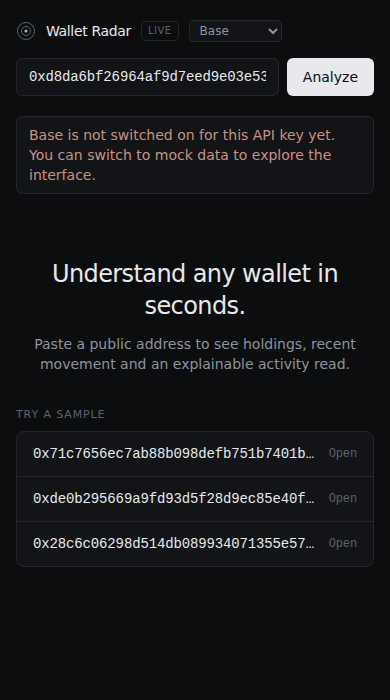 Wallet Radar LIVE Base
0xd8da6bf26964af9d7eed9e03e53 Analyze
Base is not switched on for this API key yet.
You can switch to mock data to explore the
interface.
Understand any wallet in
seconds.
Paste a public address to see holdings, recent
movement and an explainable activity read.
TRY A SAMPLE
0x71c7656ec7ab88b098defb751b7401b… Open
0xde0b295669a9fd93d5f28d9ec85e40f… Open
0x28c6c06298d514db089934071355e57… Open